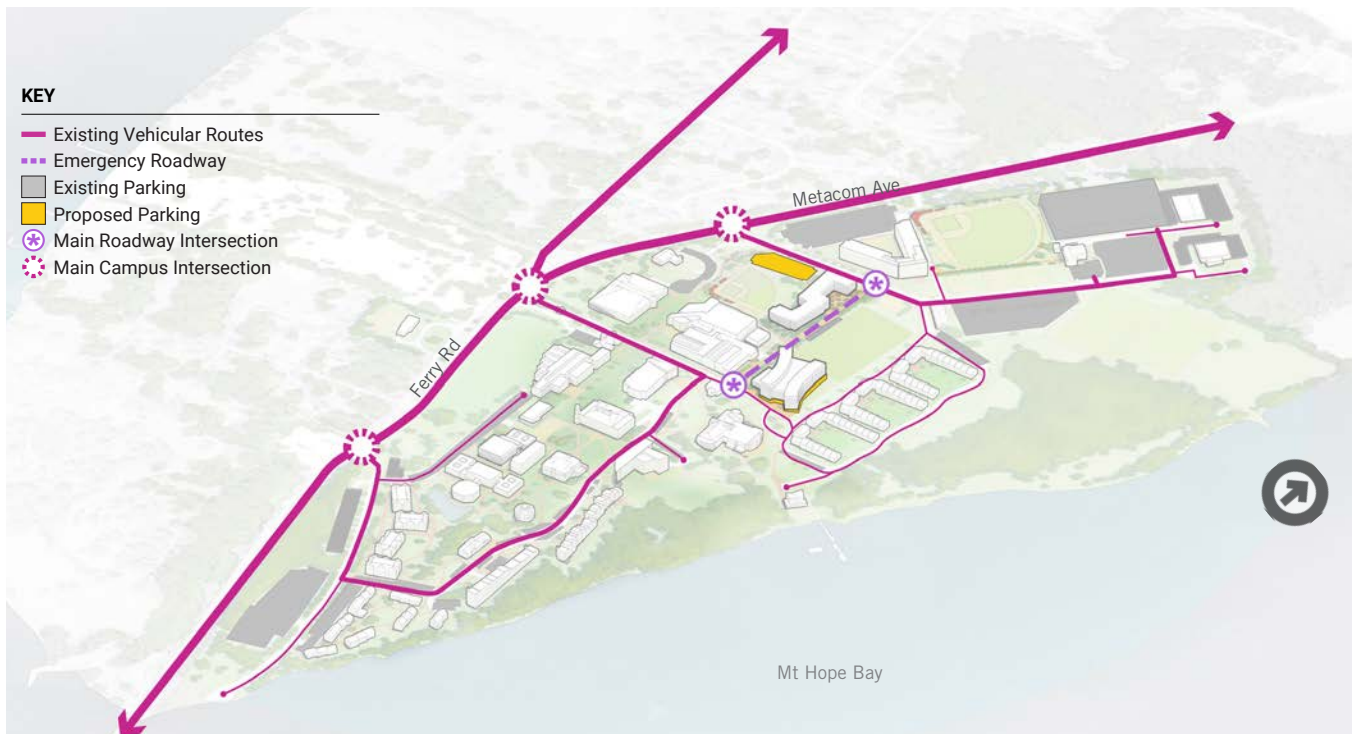 KEY
Existing Vehicular Routes
Emergency Roadway
Existing Parking
Proposed Parking
Main Roadway Intersection
Main Campus Intersection
Metacom Ave
Ferry Rd
Mt Hope Bay